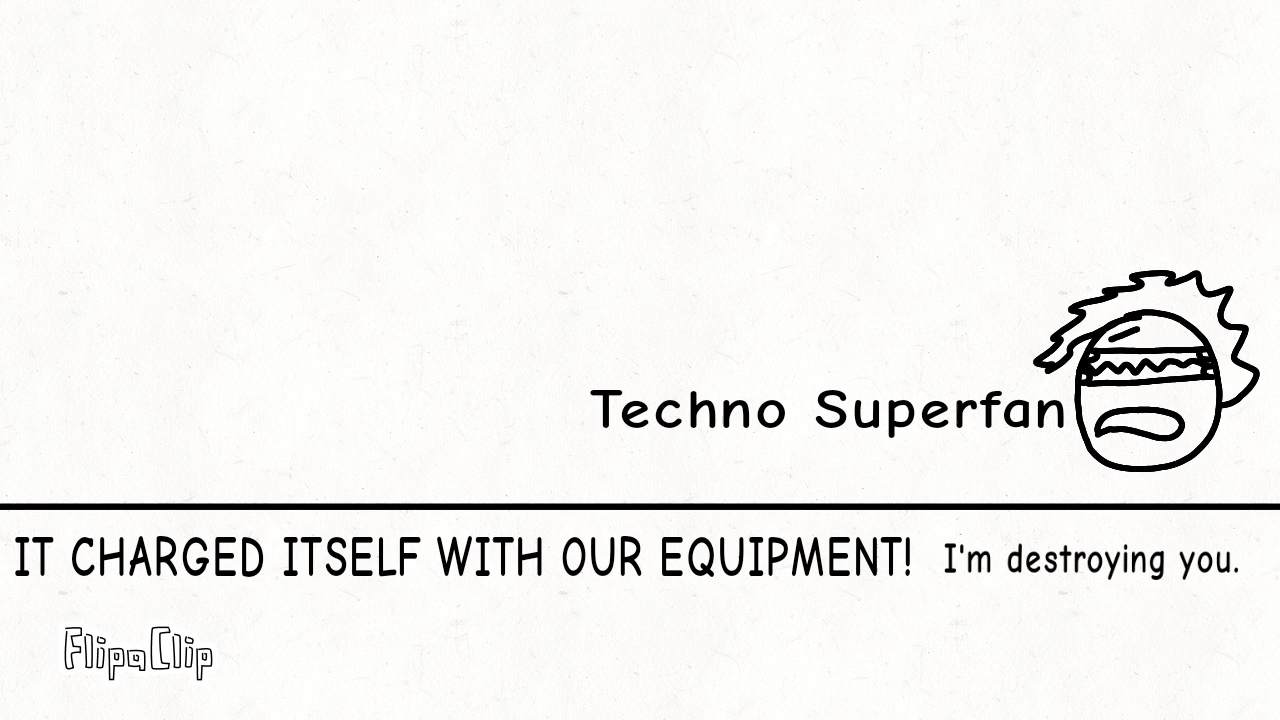 Techno Superfan
IT CHARGED ITSELF WITH OUR EQUIPMENT! I'm destroying you.
FlipaClip